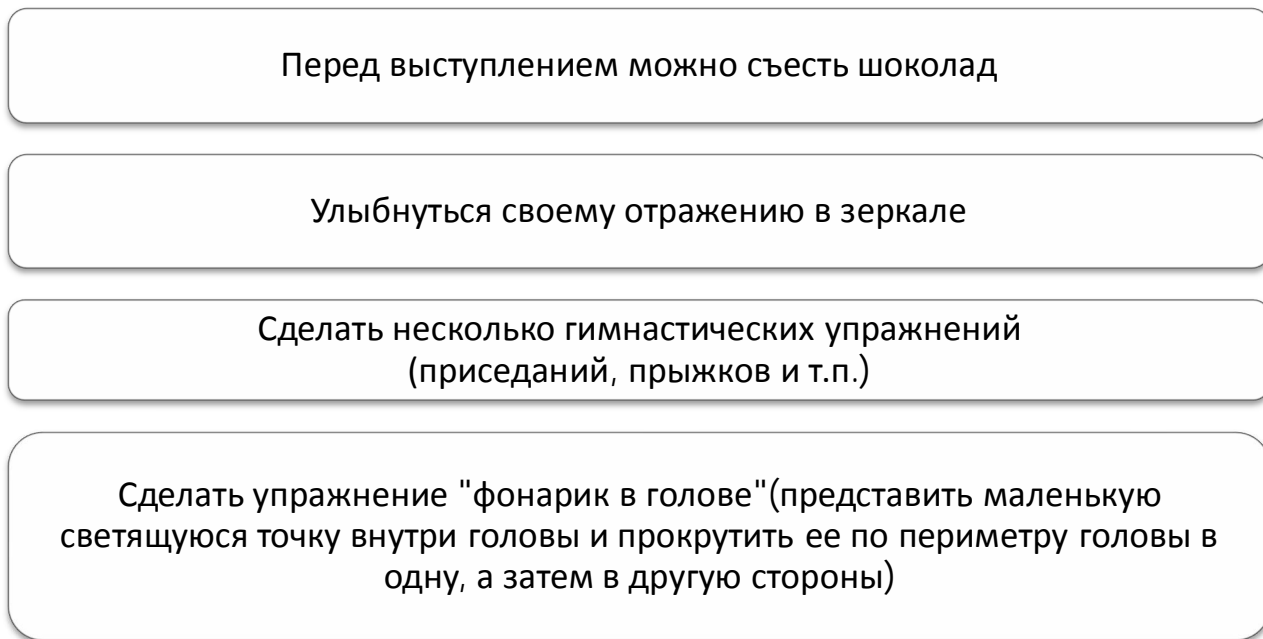 Перед выступлением можно съесть шоколад
Улыбнуться своему отражению в зеркале
Сделать несколько гимнастических упражнений
(приседаний, прыжков и т.п.)
Сделать упражнение "фонарик в голове"(представить маленькую
светящуюся точку внутри головы и прокрутить ее по периметру головы в
одну, а затем в другую стороны)